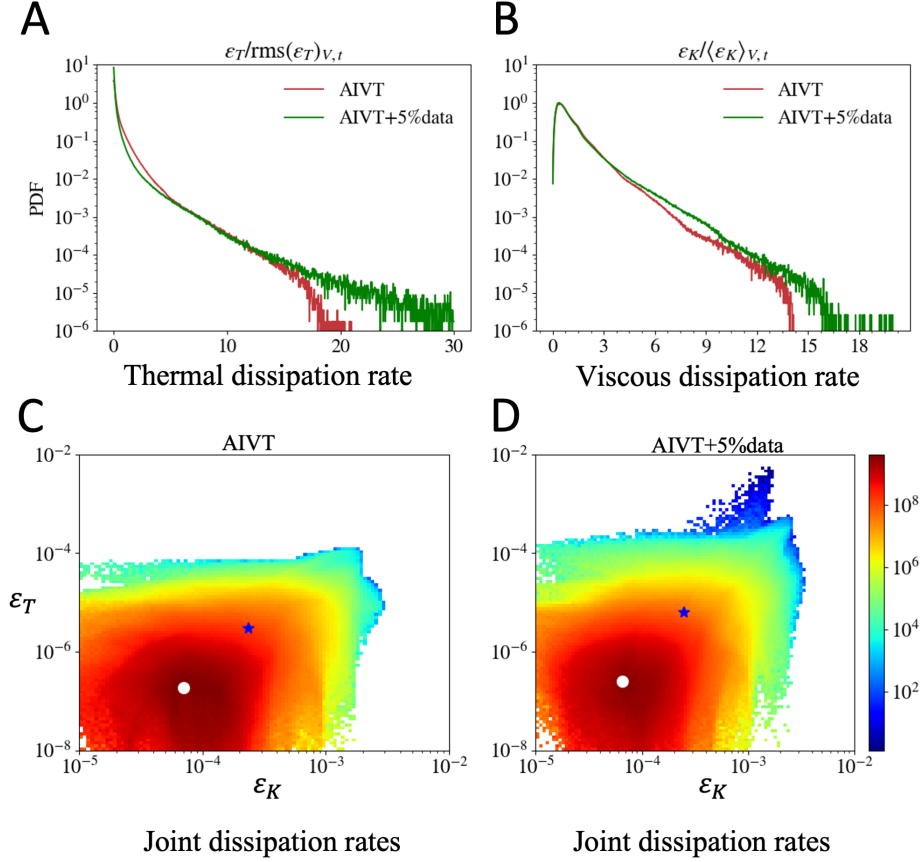 A
B
ε_T/rms(ε_T)_{V,t}
ε_K/⟨ε_K⟩_{V,t}
10^1
10^0
10^{-1}
10^{-2}
10^{-3}
10^{-4}
10^{-5}
10^{-6}
PDF
AIVT
AIVT+5%data
0
10
20
30
Thermal dissipation rate
10^1
10^0
10^{-1}
10^{-2}
10^{-3}
10^{-4}
10^{-5}
10^{-6}
AIVT
AIVT+5%data
0
3
6
9
12
15
18
Viscous dissipation rate
C
D
AIVT
10^{-2}
10^{-4}
10^{-6}
10^{-8}
ε_T
10^{-5}
10^{-4}
10^{-3}
10^{-2}
ε_K
Joint dissipation rates
AIVT+5%data
10^{-2}
10^{-4}
10^{-6}
10^{-8}
10^{-5}
10^{-4}
10^{-3}
10^{-2}
ε_K
Joint dissipation rates
10^8
10^6
10^4
10^2